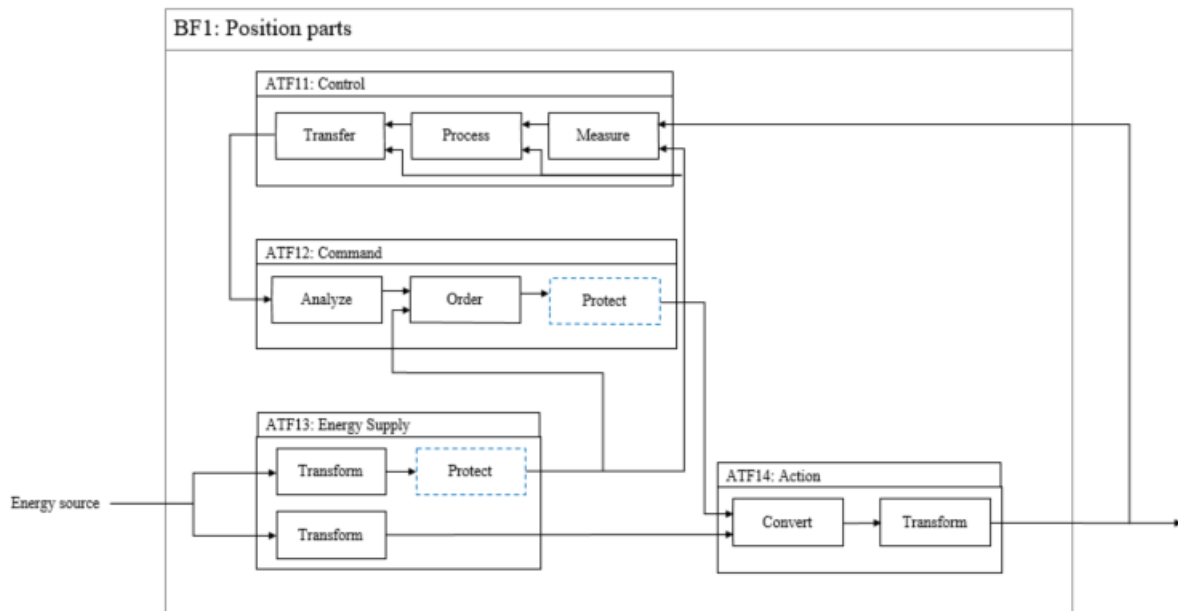 BF1: Position parts
ATF11: Control
Transfer
Process
Measure
ATF12: Command
Analyze
Order
Protect
ATF13: Energy Supply
Transform
Protect
ATF14: Action
Energy source
Transform
Convert
Transform